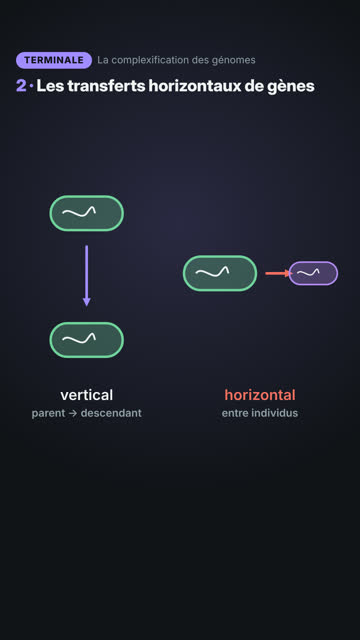 TERMINALE La complexification des génomes
2 · Les transferts horizontaux de gènes
vertical
parent → descendant
horizontal
entre individus